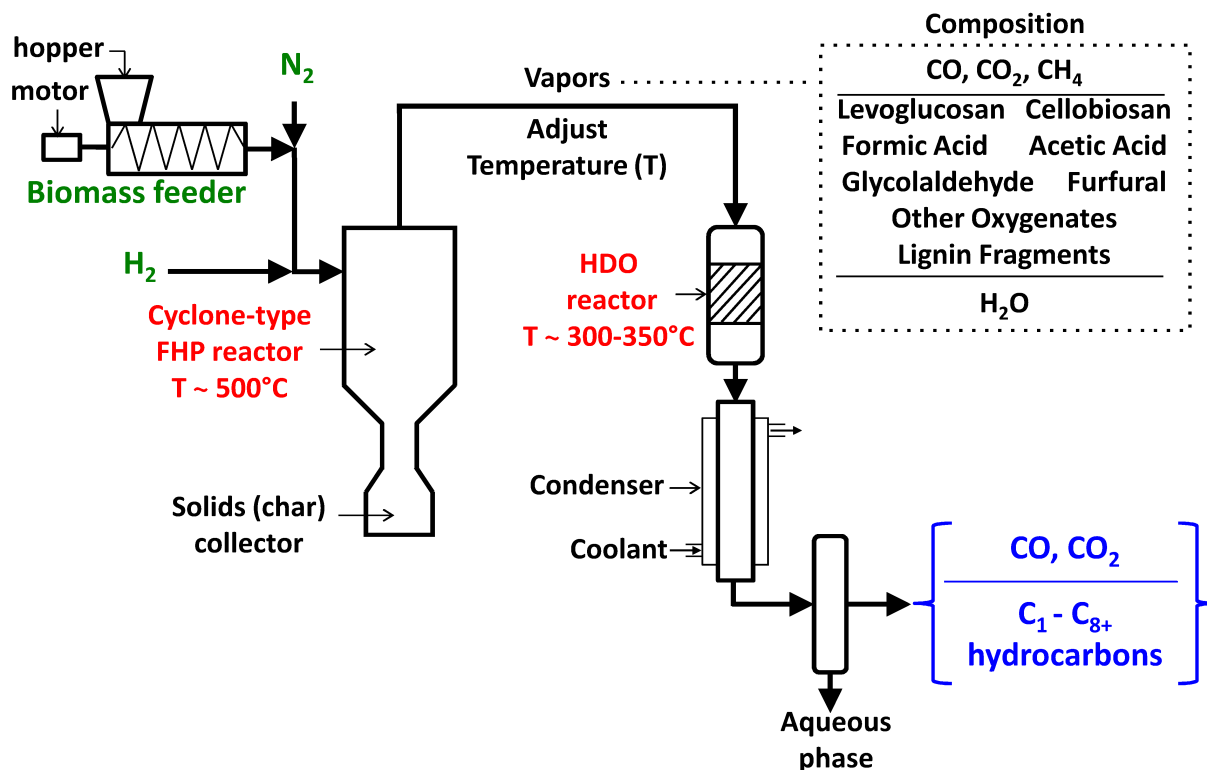 hopper
motor
N₂
Biomass feeder
H₂
Cyclone-type
FHP reactor
T ~ 500°C
Solids (char)
collector
Vapors
Adjust
Temperature (T)
HDO
reactor
T ~ 300-350°C
Condenser
Coolant
Aqueous
phase
Composition
CO, CO₂, CH₄
Levoglucosan Cellobiosan
Formic Acid Acetic Acid
Glycolaldehyde Furfural
Other Oxygenates
Lignin Fragments
H₂O
CO, CO₂
C₁ - C₈₊
hydrocarbons